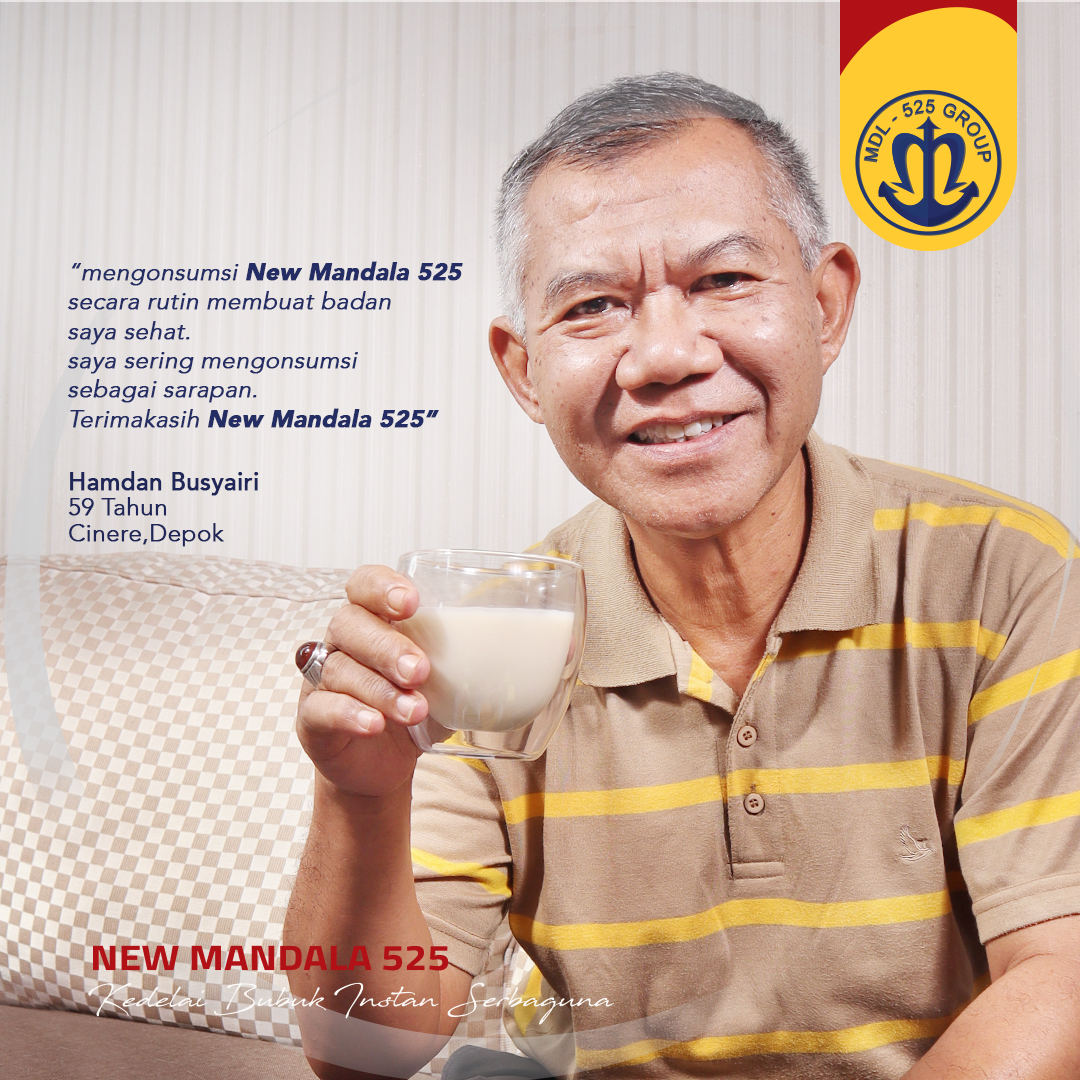 MDL - 525 GROUP
“mengonsumsi New Mandala 525
secara rutin membuat badan
saya sehat.
saya sering mengonsumsi
sebagai sarapan.
Terimakasih New Mandala 525”
Hamdan Busyairi
59 Tahun
Cinere,Depok
NEW MANDALA 525
Kedelai Bubuk Instan Serbaguna